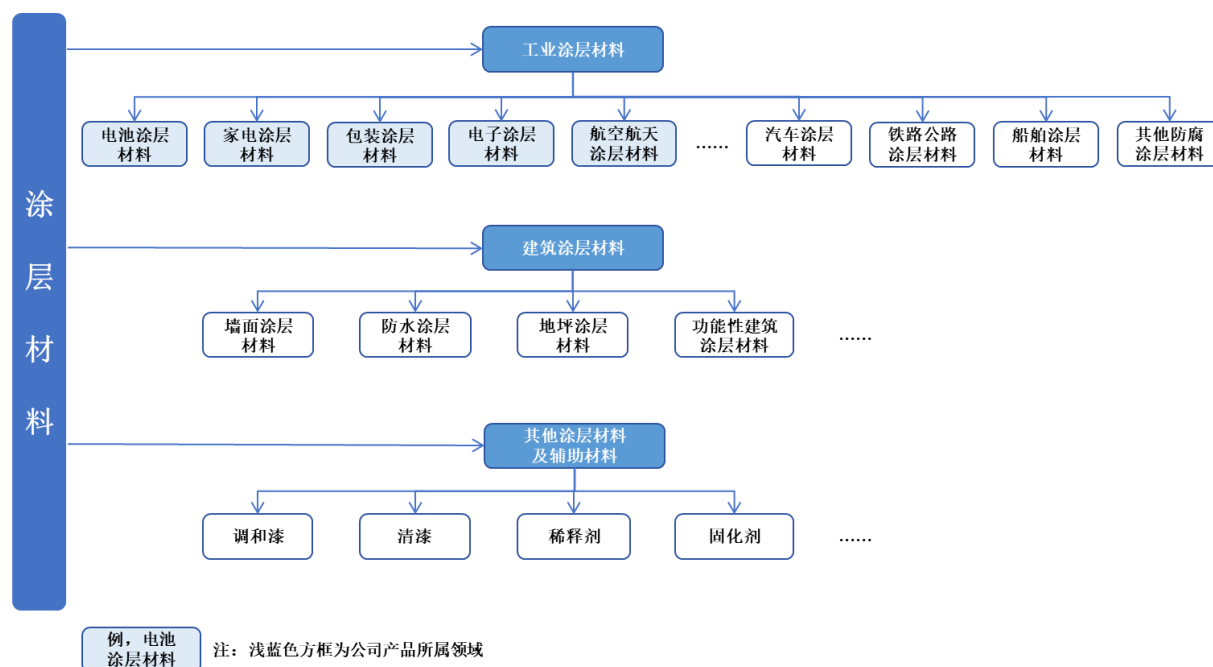 涂层材料
工业涂层材料
电池涂层
材料
家电涂层
材料
包装涂层
材料
电子涂层
材料
航空航天
涂层材料
......
汽车涂层
材料
铁路公路
涂层材料
船舶涂层
材料
其他防腐
涂层材料
建筑涂层材料
墙面涂层
材料
防水涂层
材料
地坪涂层
材料
功能性建筑
涂层材料
......
其他涂层材料
及辅助材料
调和漆
清漆
稀释剂
固化剂
......
例，电池
涂层材料
注：浅蓝色方框为公司产品所属领域